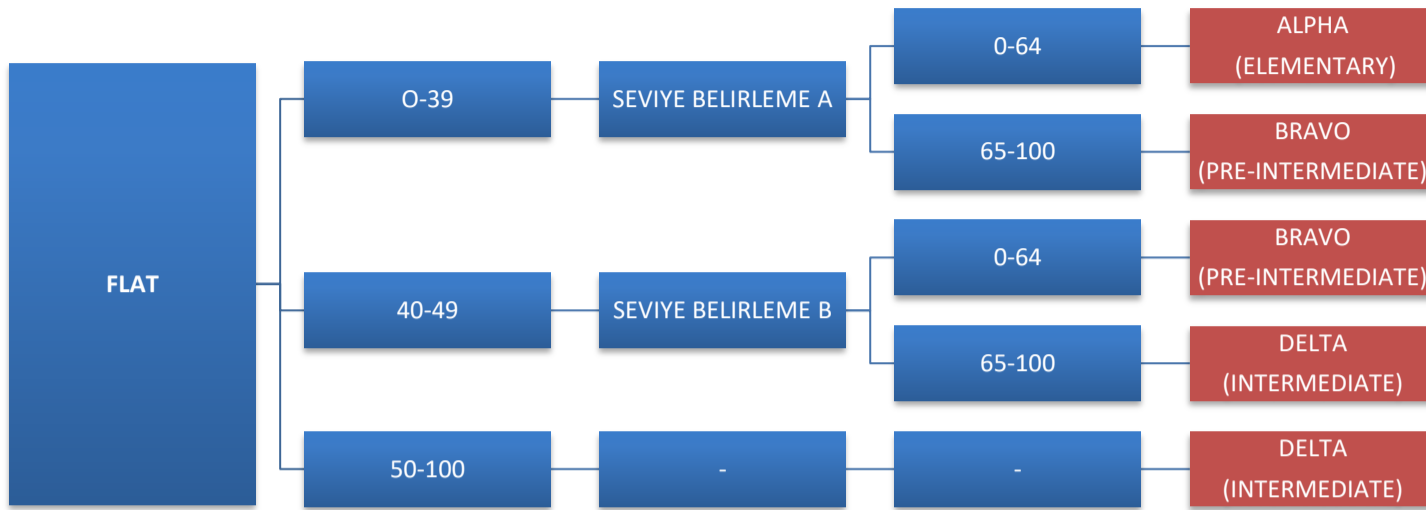 FLAT
O-39
SEVIYE BELIRLEME A
0-64
ALPHA
(ELEMENTARY)
65-100
BRAVO
(PRE-INTERMEDIATE)
40-49
SEVIYE BELIRLEME B
0-64
BRAVO
(PRE-INTERMEDIATE)
65-100
DELTA
(INTERMEDIATE)
50-100
-
-
DELTA
(INTERMEDIATE)